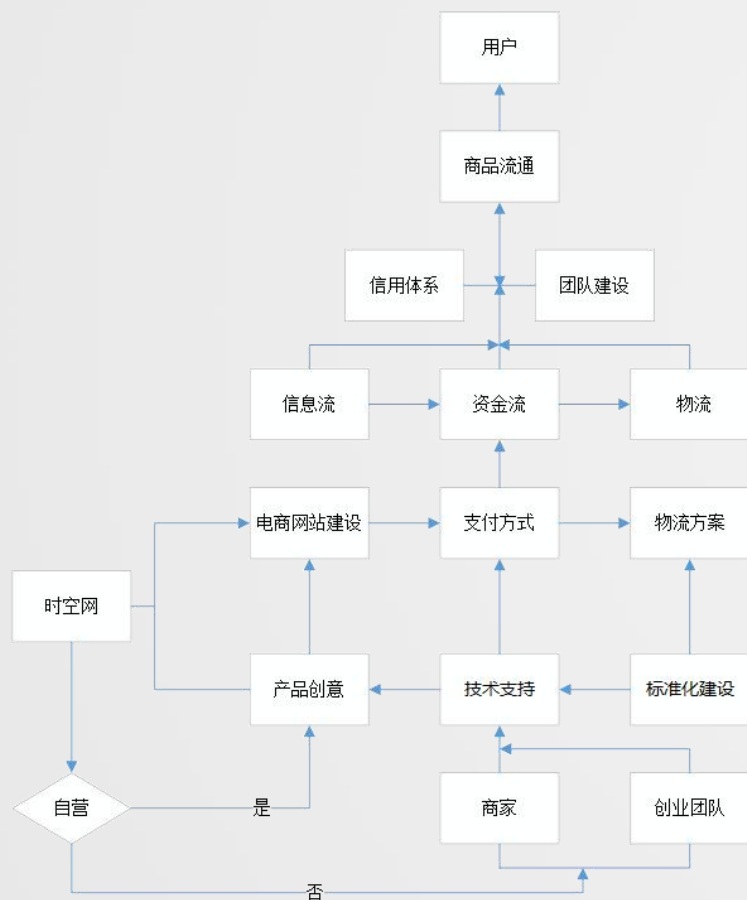 用户
商品流通
信用体系
团队建设
信息流
资金流
物流
电商网站建设
支付方式
物流方案
时空网
产品创意
技术支持
标准化建设
自营
是
商家
创业团队
否